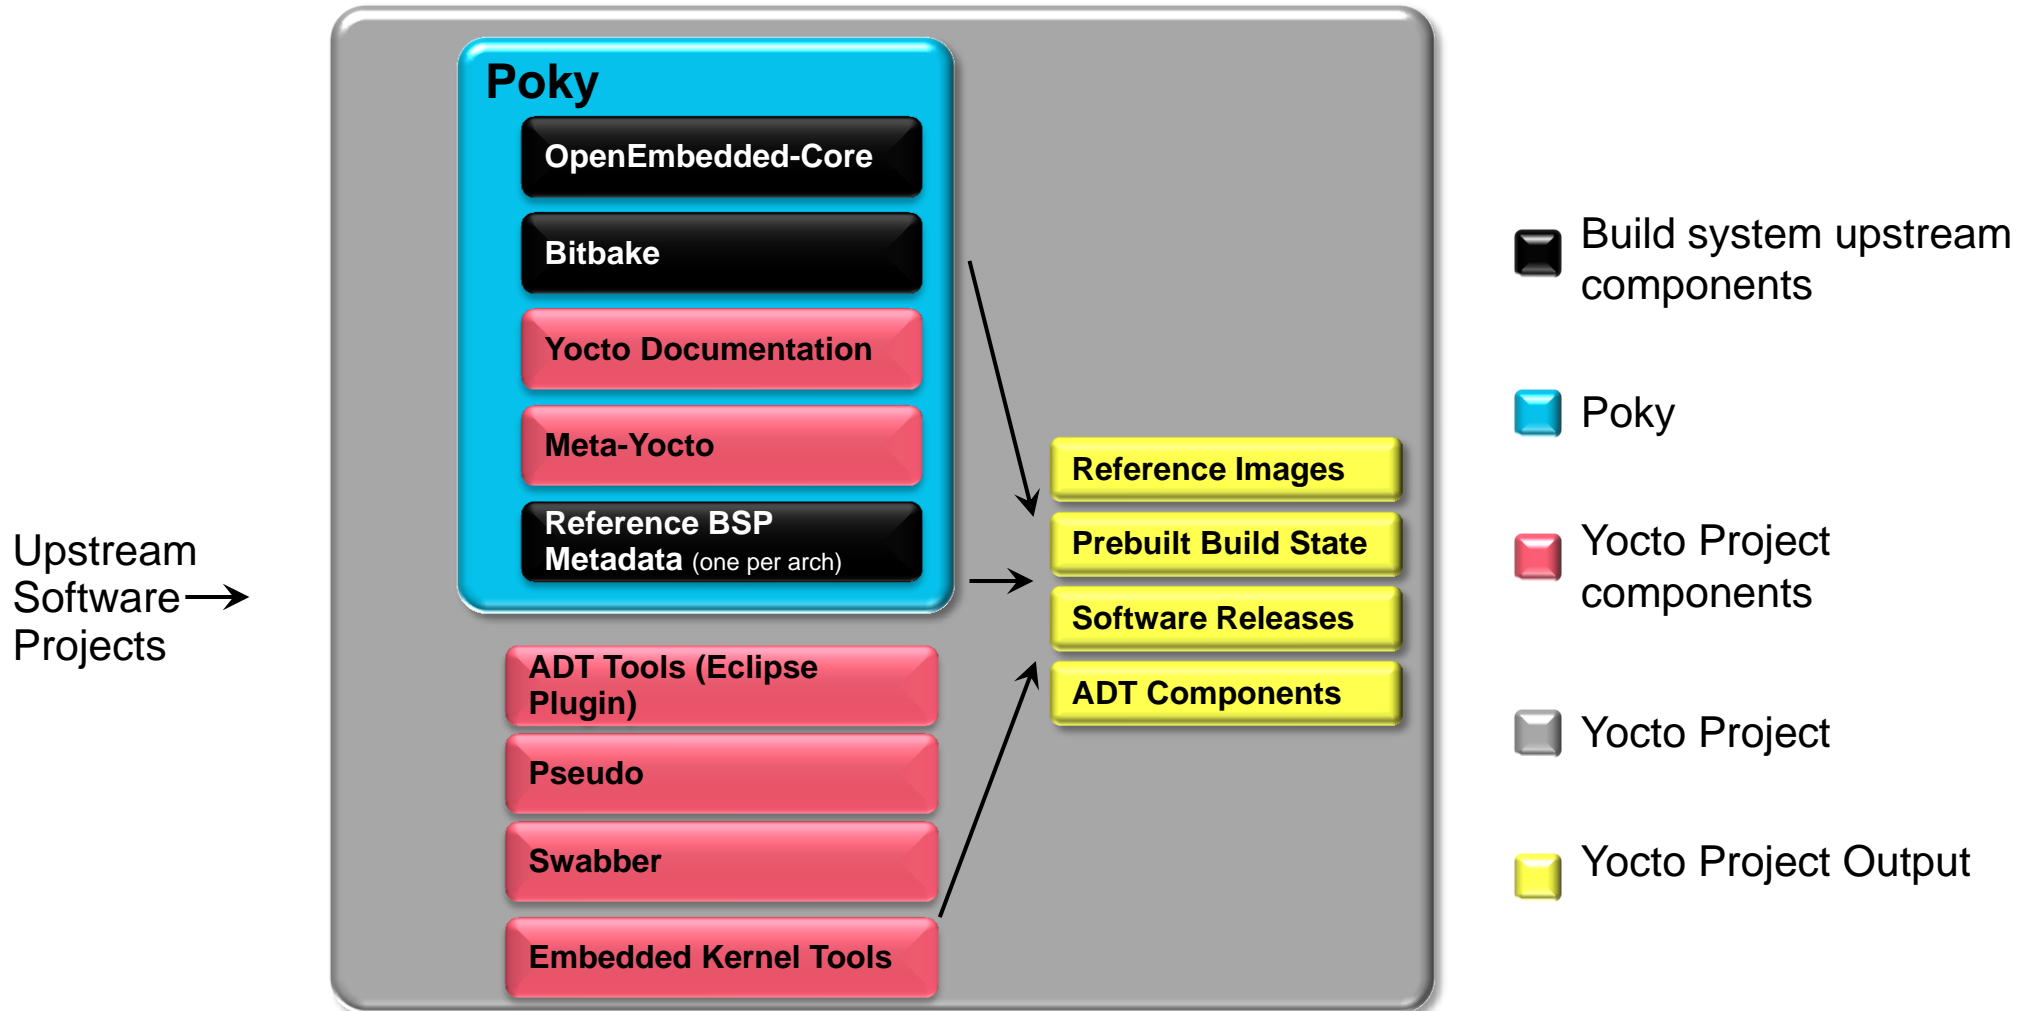 Poky
OpenEmbedded-Core
Bitbake
Yocto Documentation
Meta-Yocto
Reference BSP
Metadata (one per arch)
Upstream
Software
Projects
ADT Tools (Eclipse
Plugin)
Pseudo
Swabber
Embedded Kernel Tools
Reference Images
Prebuilt Build State
Software Releases
ADT Components
Build system upstream
components
Poky
Yocto Project
components
Yocto Project
Yocto Project Output